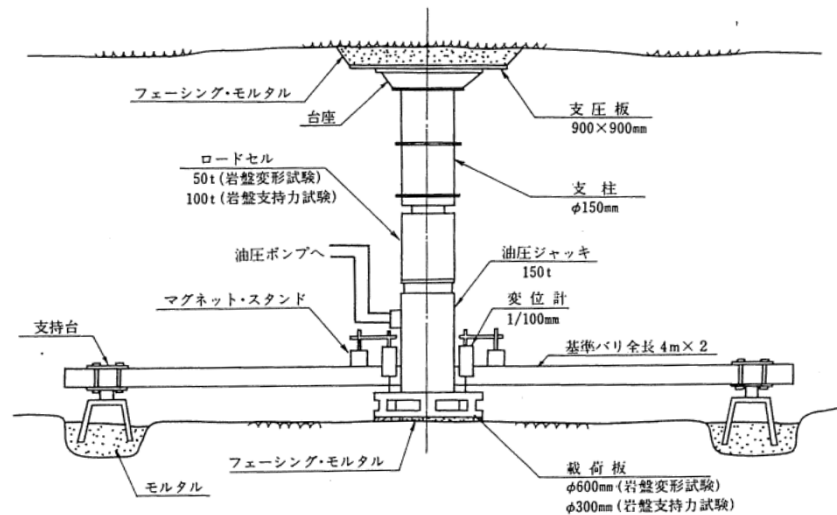 フェーシング・モルタル
台座
支圧板
900×900mm
ロードセル
50t(岩盤変形試験)
100t(岩盤支持力試験)
支柱
φ150mm
油圧ポンプへ
油圧ジャッキ
150t
マグネット・スタンド
変位計
1/100mm
支持台
基準バリ全長4m×2
フェーシング・モルタル
モルタル
載荷板
φ600mm(岩盤変形試験)
φ300mm(岩盤支持力試験)